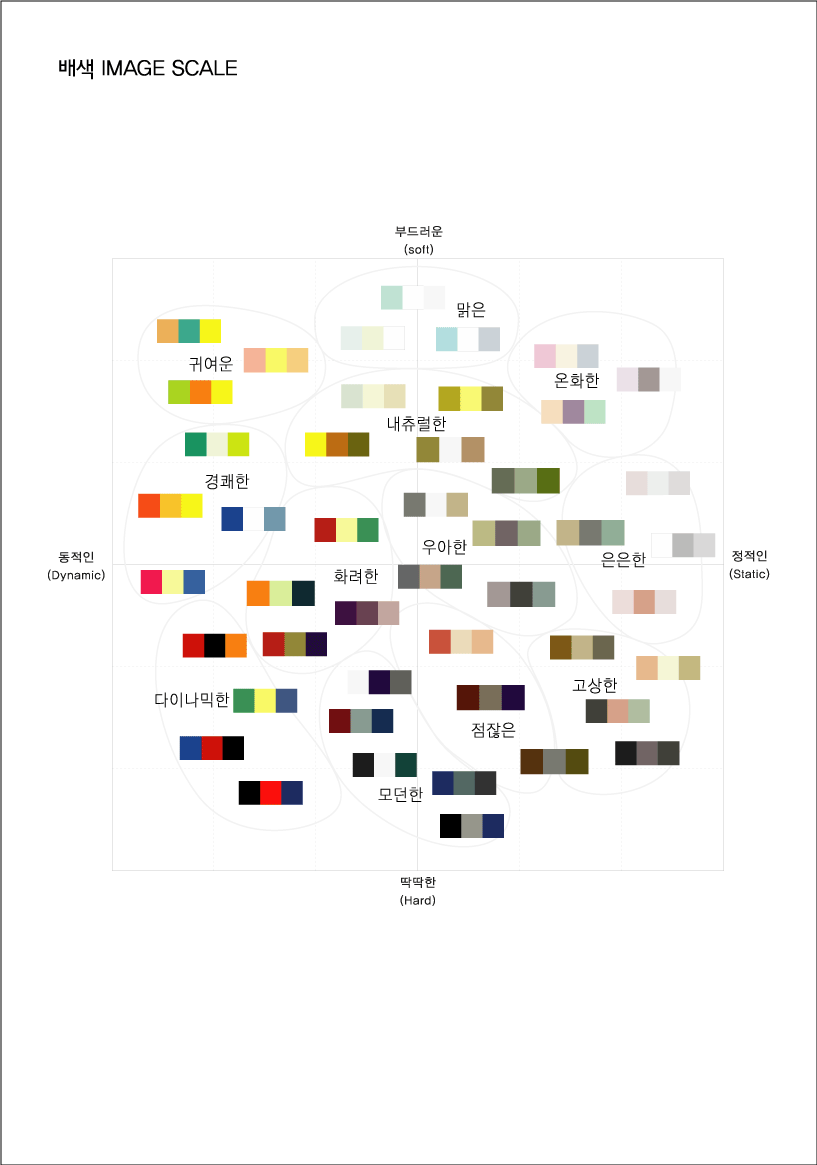 배색 IMAGE SCALE
부드러운
(soft)
맑은
귀여운
온화한
내츄럴한
경쾌한
우아한
은은한
동적인
(Dynamic)
정적인
(Static)
화려한
고상한
다이나믹한
점잖은
모던한
딱딱한
(Hard)